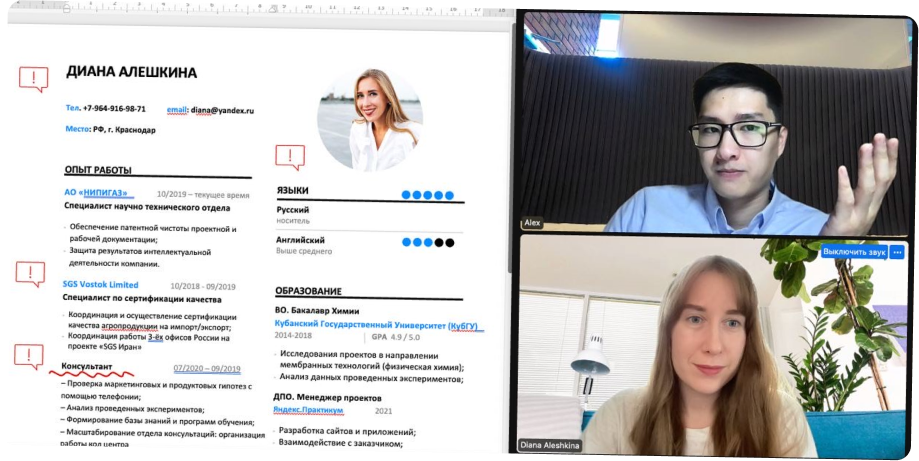 ДИАНА АЛЕШКИНА
Тел. +7-964-916-98-71 email: diana@yandex.ru
Место: РФ, г. Краснодар
ОПЫТ РАБОТЫ
АО «НИПИГАЗ» 10/2019 – текущее время
Специалист научно технического отдела
Обеспечение патентной чистоты проектной и
рабочей документации;
Защита результатов интеллектуальной
деятельности компании.
SGS Vostok Limited 10/2018 - 09/2019
Специалист по сертификации качества
Координация и осуществление сертификации
качества агропродукции на импорт/экспорт;
Координация работы 3-ех офисов России на
проекте «SGS Иран»
Консультант 07/2020 – 09/2019
– Проверка маркетинговых и продуктовых гипотез с
помощью телефонии;
– Анализ проведенных экспериментов;
– Формирование базы знаний и программ обучения;
– Масштабирование отдела консультаций: организация
работы кол центра
ЯЗЫКИ
Русский
носитель
Английский
Выше среднего
ОБРАЗОВАНИЕ
ВО. Бакалавр Химии
Кубанский Государственный Университет (КубГУ)
2014-2018 GPA 4.9 / 5.0
Исследования проектов в направлении
мембранных технологий (физическая химия);
Анализ данных проведенных экспериментов;
ДПО. Менеджер проектов
Яндекс.Практикум 2021
Разработка сайтов и приложений;
Взаимодействие с заказчиком;
Alex
Выключить звук
Diana Aleshkina